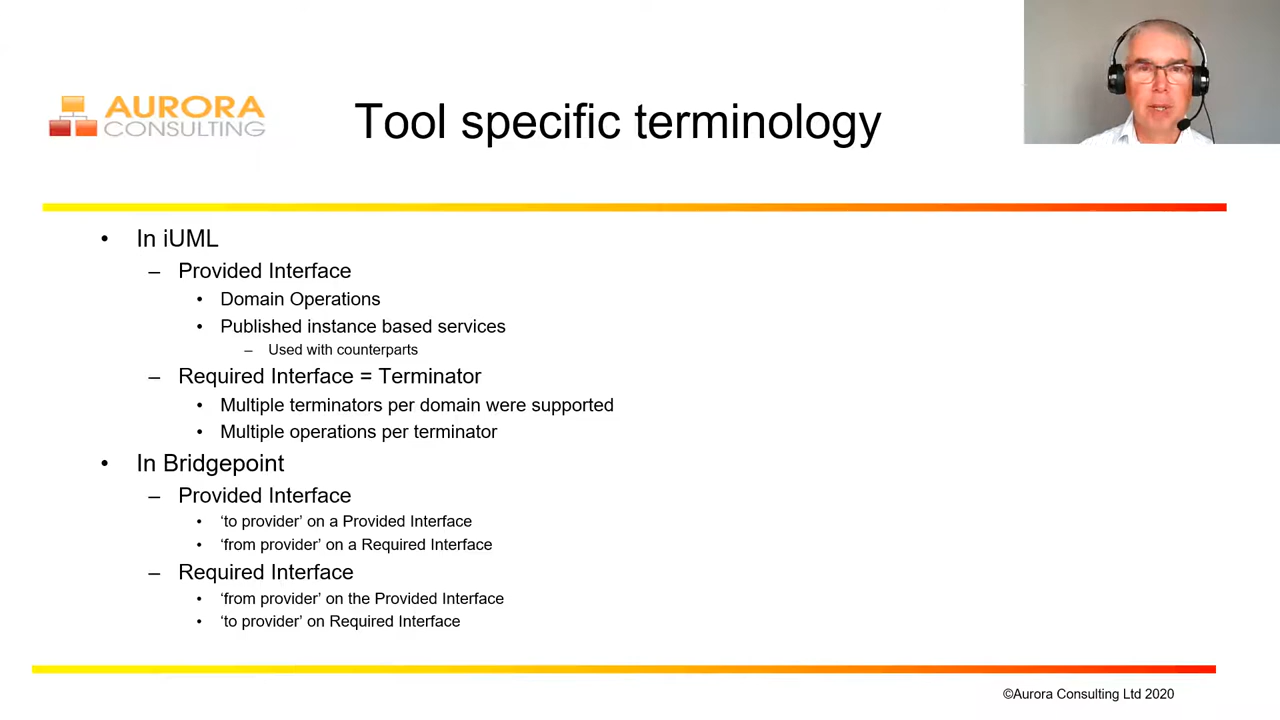 AURORA
CONSULTING
Tool specific terminology
• In iUML
– Provided Interface
• Domain Operations
• Published instance based services
– Used with counterparts
– Required Interface = Terminator
• Multiple terminators per domain were supported
• Multiple operations per terminator
• In Bridgepoint
– Provided Interface
• ‘to provider’ on a Provided Interface
• ‘from provider’ on a Required Interface
– Required Interface
• ‘from provider’ on the Provided Interface
• ‘to provider’ on Required Interface
©Aurora Consulting Ltd 2020